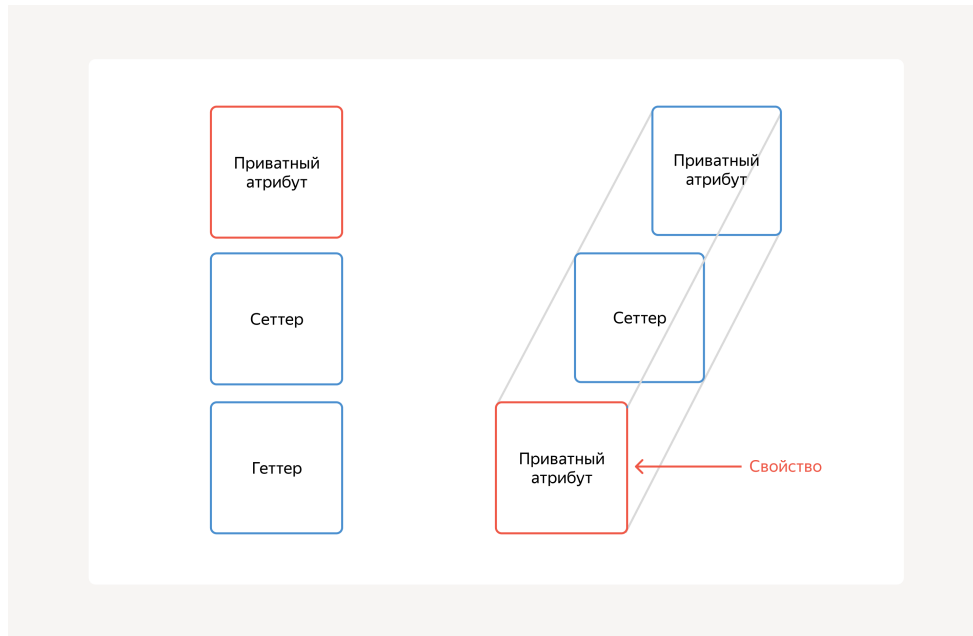 Приватный
атрибут
Сеттер
Геттер
Приватный
атрибут
Сеттер
Приватный
атрибут
Свойство